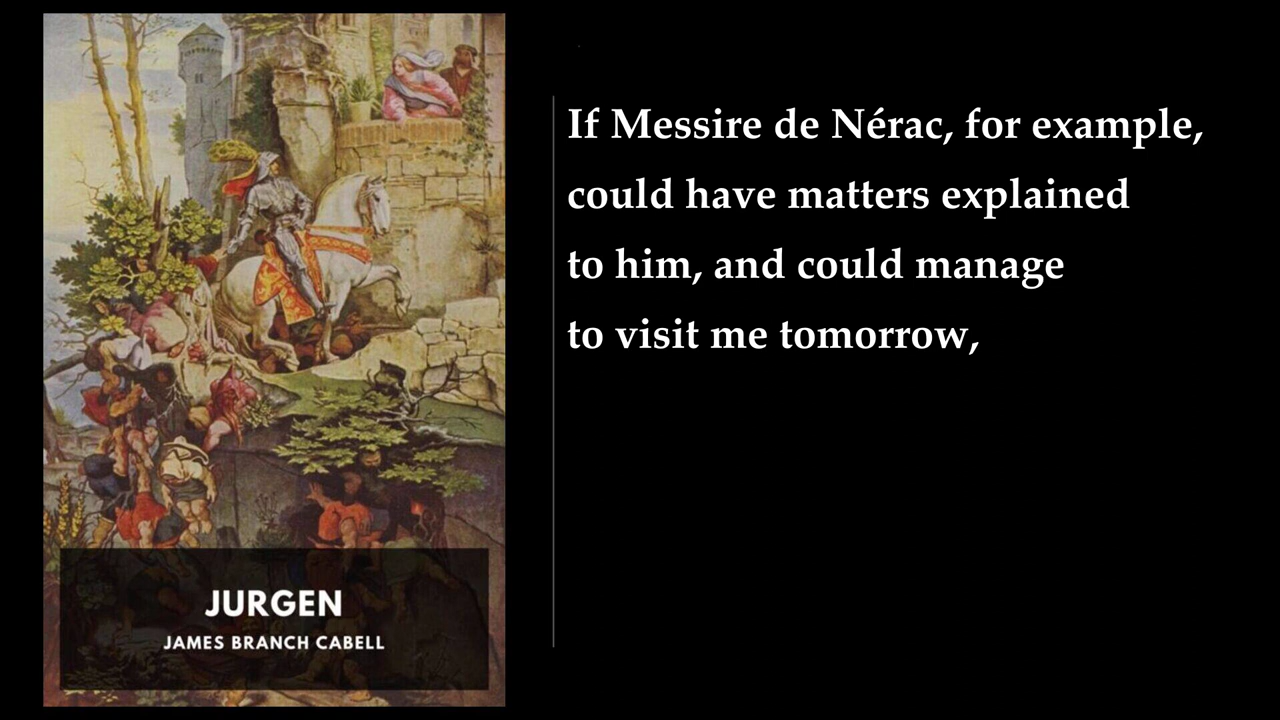 If Messire de Nérac, for example,
could have matters explained
to him, and could manage
to visit me tomorrow,
JURGEN
JAMES BRANCH CABELL